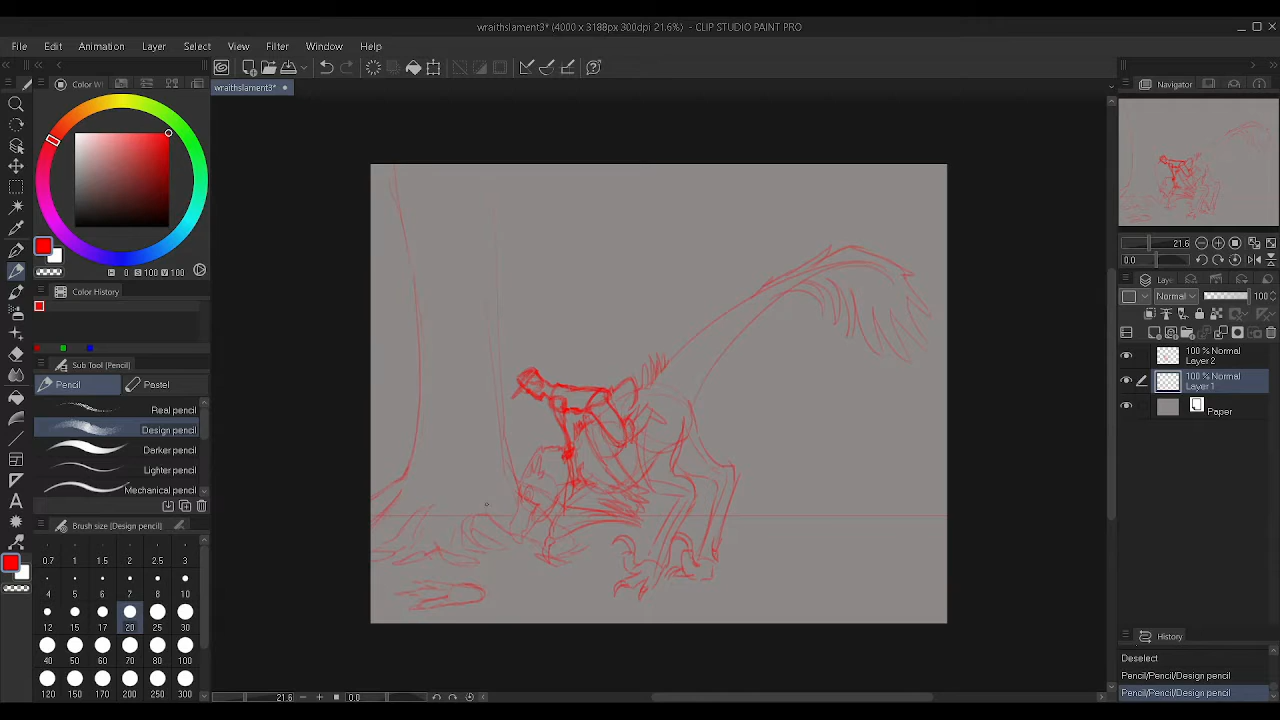 wraithslament3* (4000 x 3188px 300dpi 21.6%) - CLIP STUDIO PAINT PRO
File Edit Animation Layer Select View Filter Window Help
Color W
Navigator
wraithslament3*
21.6
0.0
0 S 100 V 100
Color History
Sub Tool [Pencil]
Pencil Pastel
Real pencil
Design pencil
Darker pencil
Lighter pencil
Mechanical pencil
Brush size [Design pencil]
0.7 1 1.5 2 2.5 3
4 5 6 7 8 10
12 15 17 20 25 30
40 50 60 70 80 100
120 150 170 200 250 300
Laye
Normal 100
100 % Normal
Layer 2
100 % Normal
Layer 1
Paper
History
Deselect
Pencil/Pencil/Design pencil
Pencil/Pencil/Design pencil
21.6 0.0